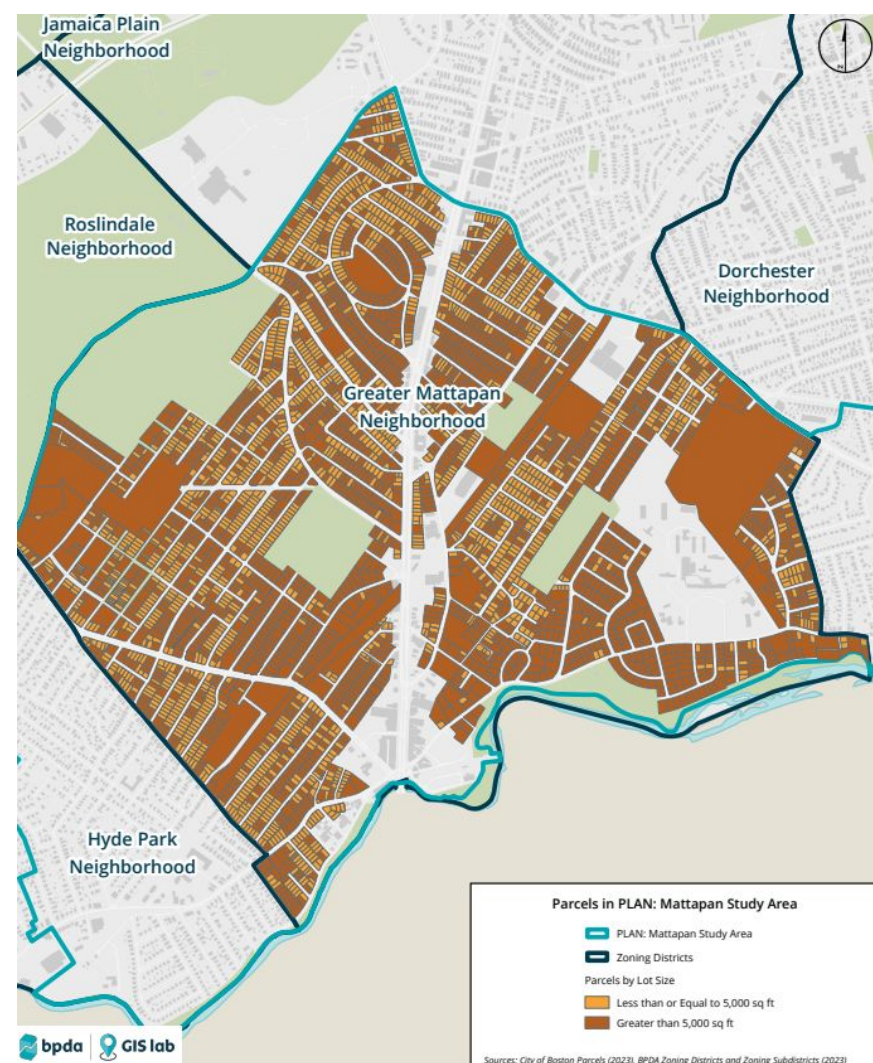 Jamaica Plain
Neighborhood
Roslindale
Neighborhood
Dorchester
Neighborhood
Greater Mattapan
Neighborhood
Hyde Park
Neighborhood
Parcels in PLAN: Mattapan Study Area
PLAN: Mattapan Study Area
Zoning Districts
Parcels by Lot Size
Less than or Equal to 5,000 sq ft
Greater than 5,000 sq ft
Sources: City of Boston Parcels (2023), BPDA Zoning Districts and Zoning Subdistricts (2023)
bpda GIS lab